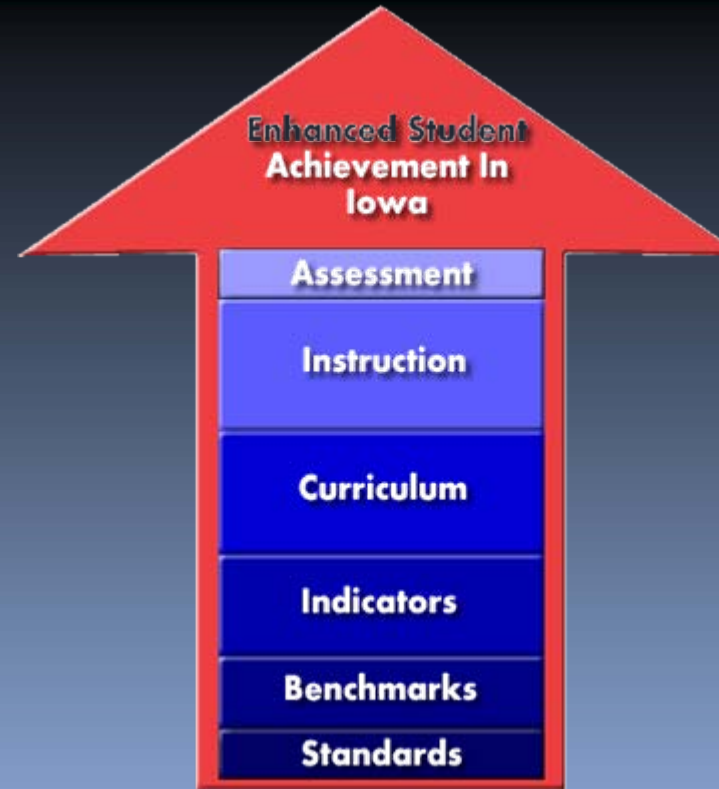 Enhanced Student
Achievement In
Iowa
Assessment
Instruction
Curriculum
Indicators
Benchmarks
Standards